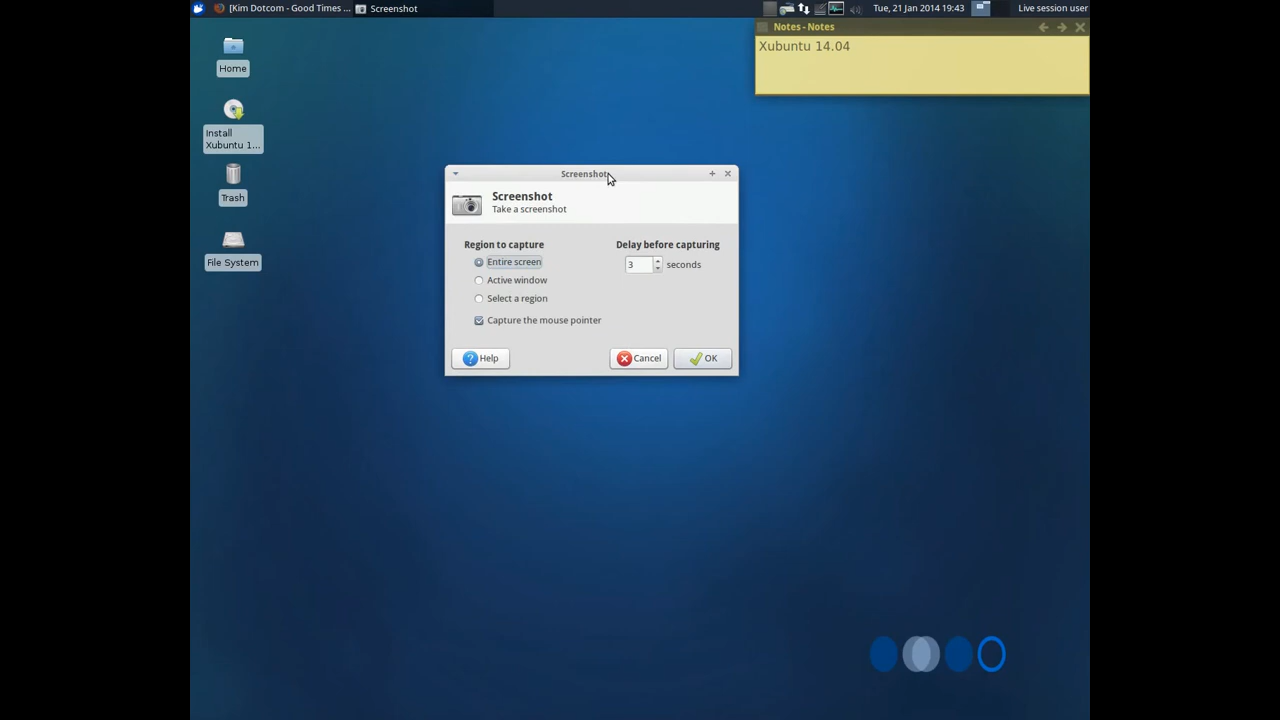 [Kim Dotcom - Good Times ...
Screenshot
Tue, 21 Jan 2014 19:43
Live session user
Notes - Notes
Xubuntu 14.04
Home
Install
Xubuntu 1...
Trash
File System
Screenshot
Screenshot
Take a screenshot
Region to capture
Entire screen
Active window
Select a region
Capture the mouse pointer
Delay before capturing
3 seconds
Help
Cancel
OK